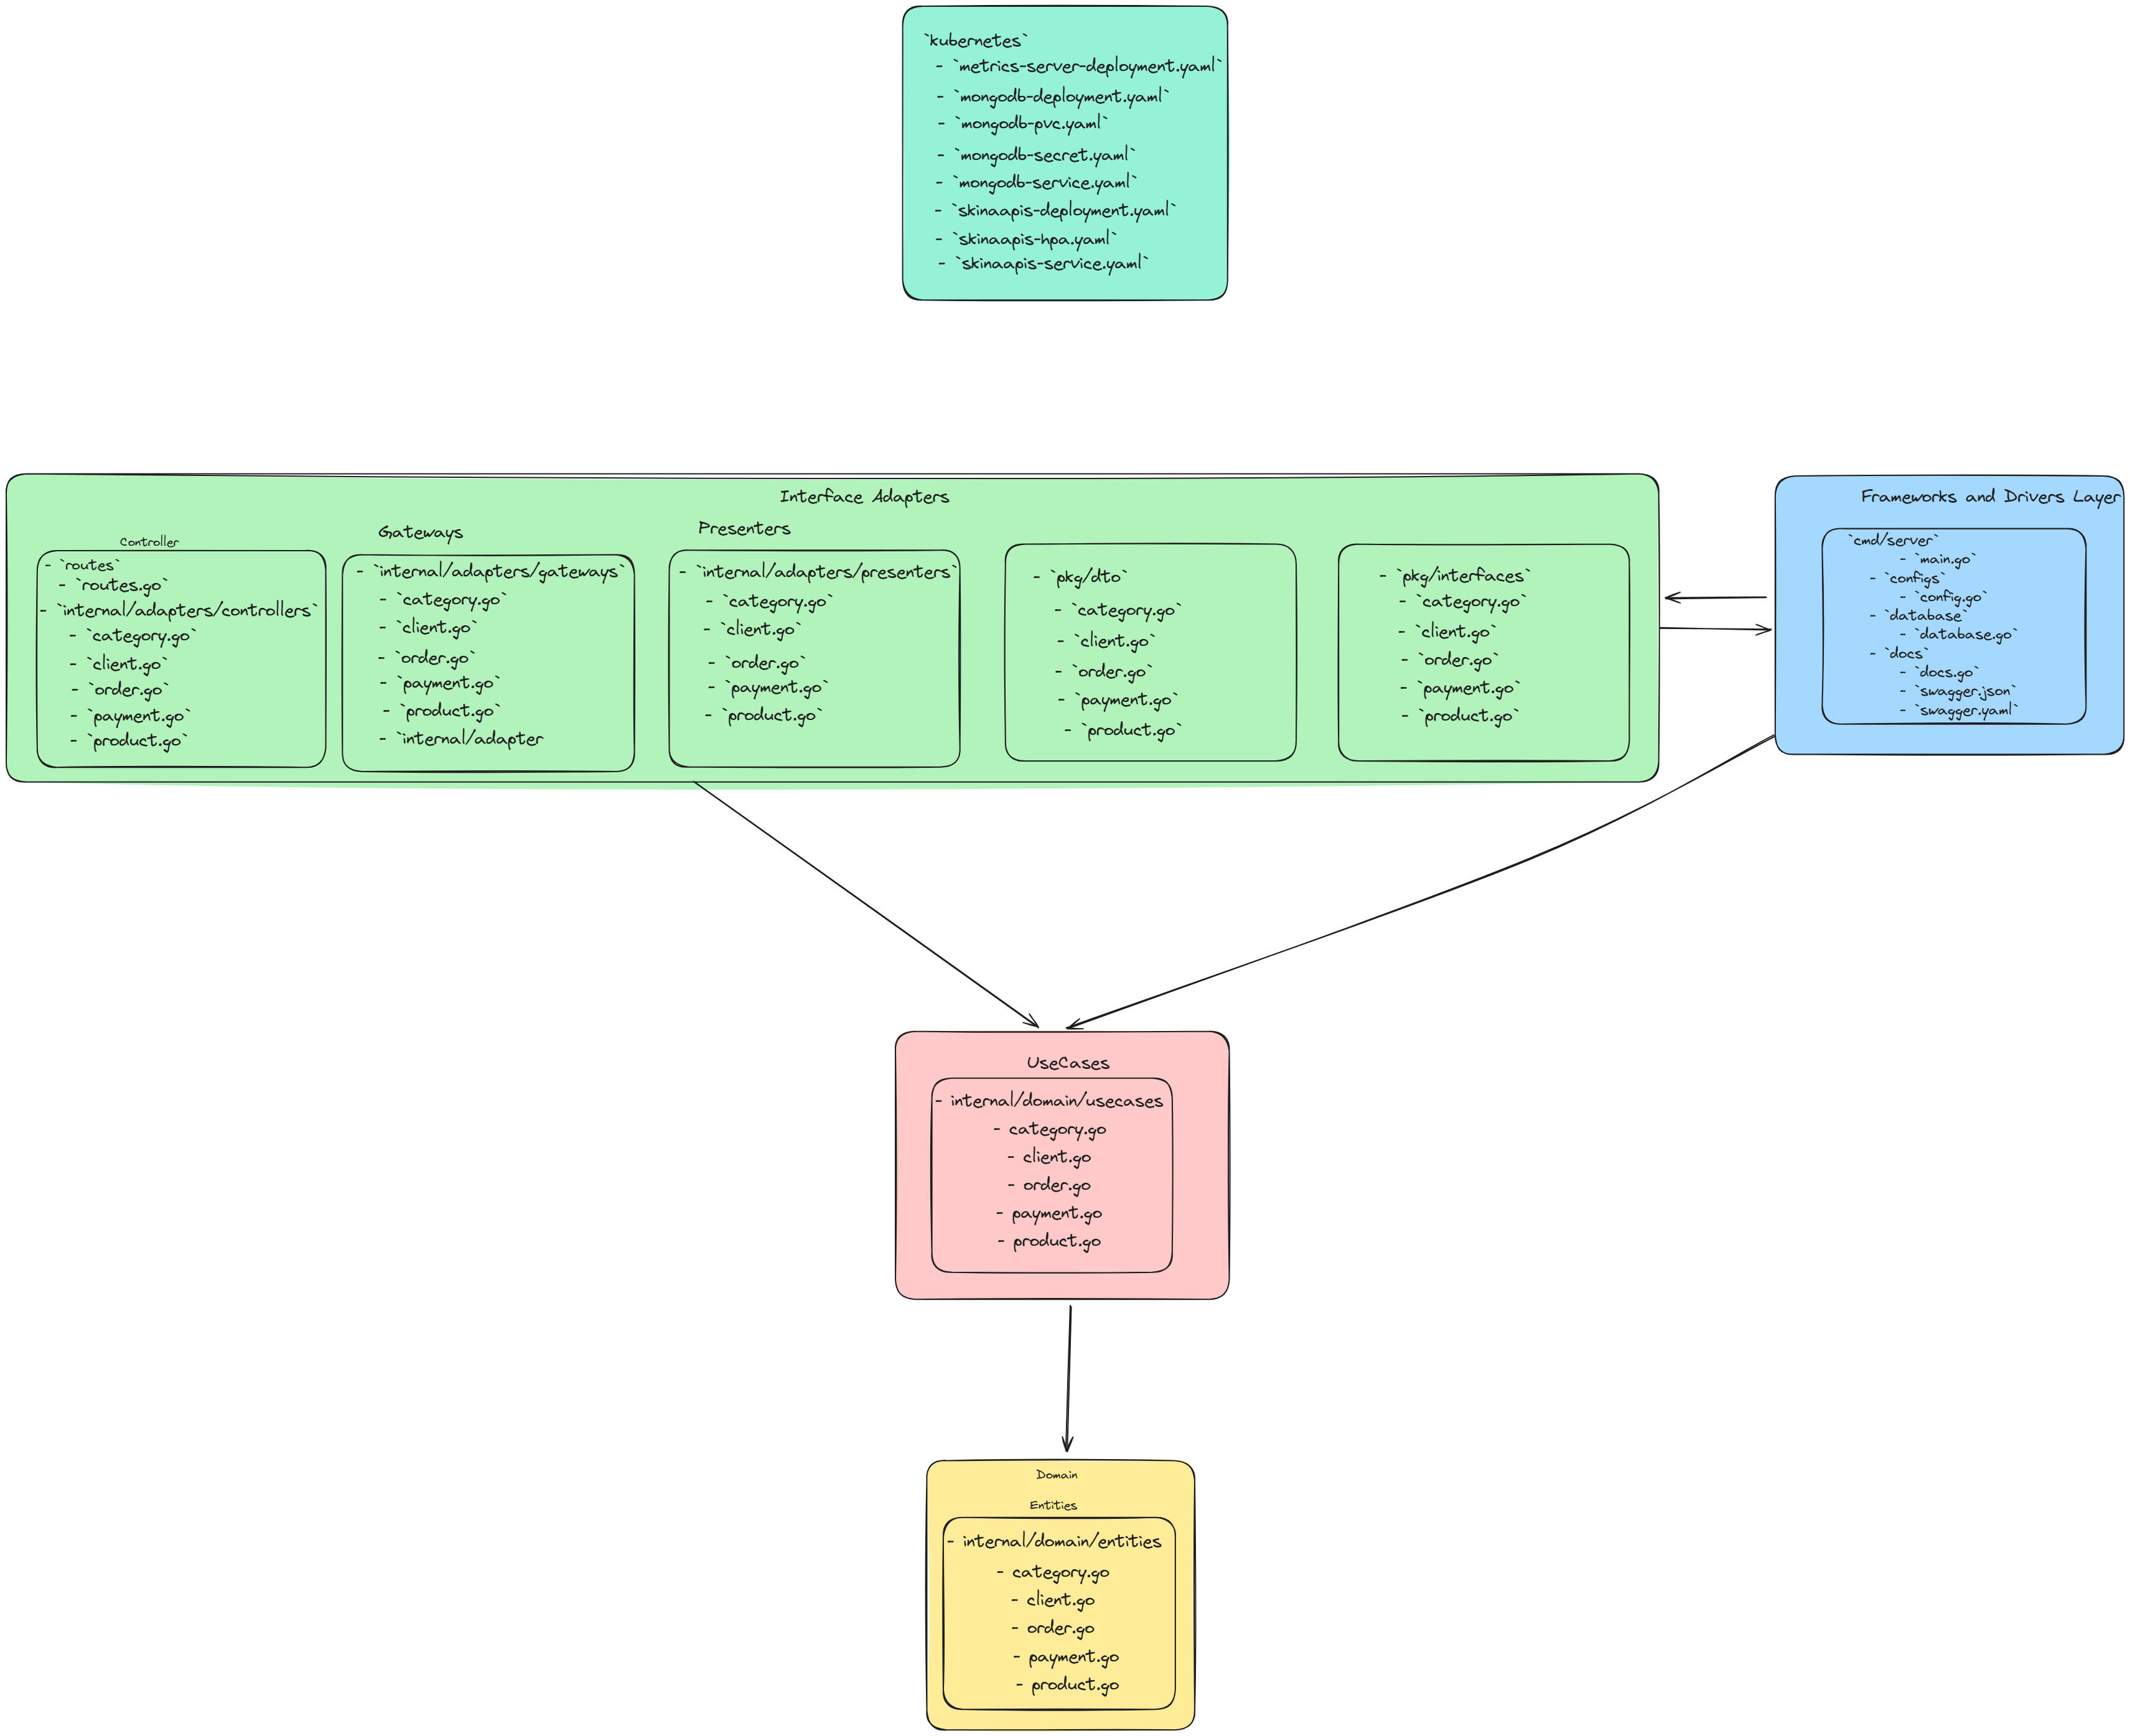 `kubernetes`
- `metrics-server-deployment.yaml`
- `mongodb-deployment.yaml`
- `mongodb-pvc.yaml`
- `mongodb-secret.yaml`
- `mongodb-service.yaml`
- `skinaapis-deployment.yaml`
- `skinaapis-hpa.yaml`
- `skinaapis-service.yaml`
Interface Adapters
Controller
- `routes`
- `routes.go`
- `internal/adapters/controllers`
- `category.go`
- `client.go`
- `order.go`
- `payment.go`
- `product.go`
Gateways
- `internal/adapters/gateways`
- `category.go`
- `client.go`
- `order.go`
- `payment.go`
- `product.go`
- `internal/adapter
Presenters
- `internal/adapters/presenters`
- `category.go`
- `client.go`
- `order.go`
- `payment.go`
- `product.go`
- `pkg/dto`
- `category.go`
- `client.go`
- `order.go`
- `payment.go`
- `product.go`
- `pkg/interfaces`
- `category.go`
- `client.go`
- `order.go`
- `payment.go`
- `product.go`
Frameworks and Drivers Layer
`cmd/server`
- `main.go`
- `configs`
- `config.go`
- `database`
- `database.go`
- `docs`
- `docs.go`
- `swagger.json`
- `swagger.yaml`
UseCases
- internal/domain/usecases
- category.go
- client.go
- order.go
- payment.go
- product.go
Domain
Entities
- internal/domain/entities
- category.go
- client.go
- order.go
- payment.go
- product.go